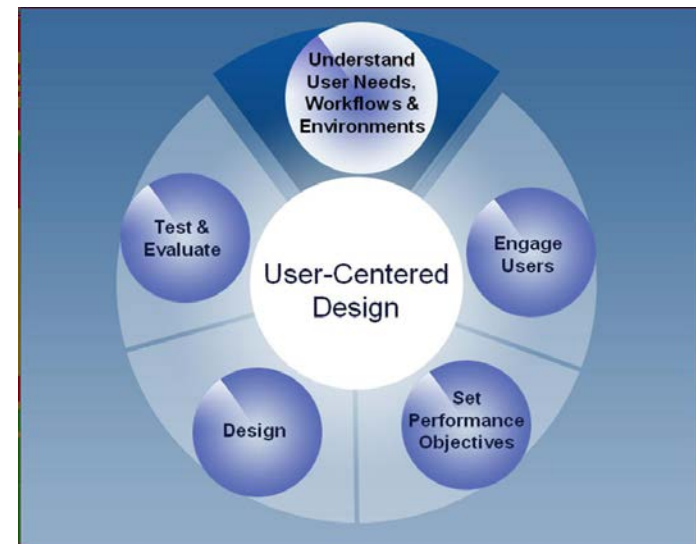 Understand
User Needs,
Workflows &
Environments
Engage
Users
Set
Performance
Objectives
Design
Test &
Evaluate
User-Centered
Design